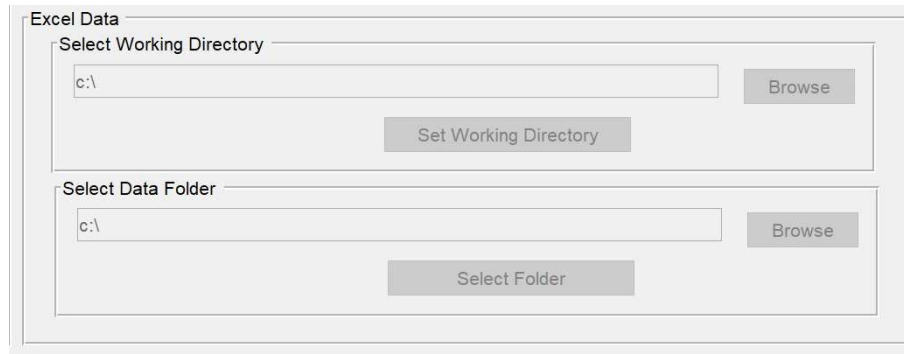 Excel Data
Select Working Directory
c:\
Browse
Set Working Directory
Select Data Folder
c:\
Browse
Select Folder